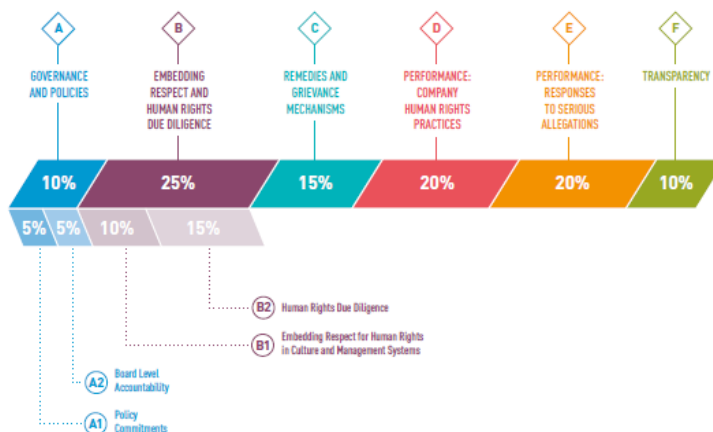 A
B
C
D
E
F
GOVERNANCE
AND POLICIES
EMBEDDING
RESPECT AND
HUMAN RIGHTS
DUE DILIGENCE
REMEDIES AND
GRIEVANCE
MECHANISMS
PERFORMANCE:
COMPANY
HUMAN RIGHTS
PRACTICES
PERFORMANCE:
RESPONSES
TO SERIOUS
ALLEGATIONS
TRANSPARENCY
10%
25%
15%
20%
20%
10%
5%
5%
10%
15%
B2 Human Rights Due Diligence
B1 Embedding Respect for Human Rights
in Culture and Management Systems
A2 Board Level
Accountability
A1 Policy
Commitments